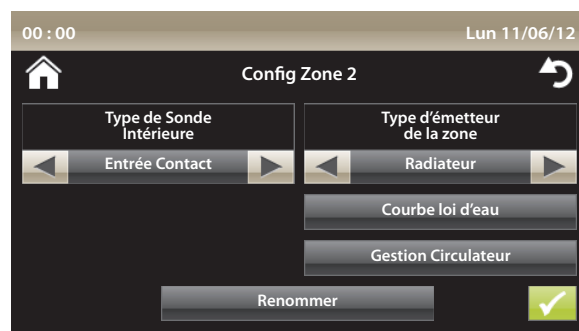 00 : 00
Lun 11/06/12
Config Zone 2
Type de Sonde
Intérieure
Entrée Contact
Type d'émetteur
de la zone
Radiateur
Courbe loi d'eau
Gestion Circulateur
Renommer